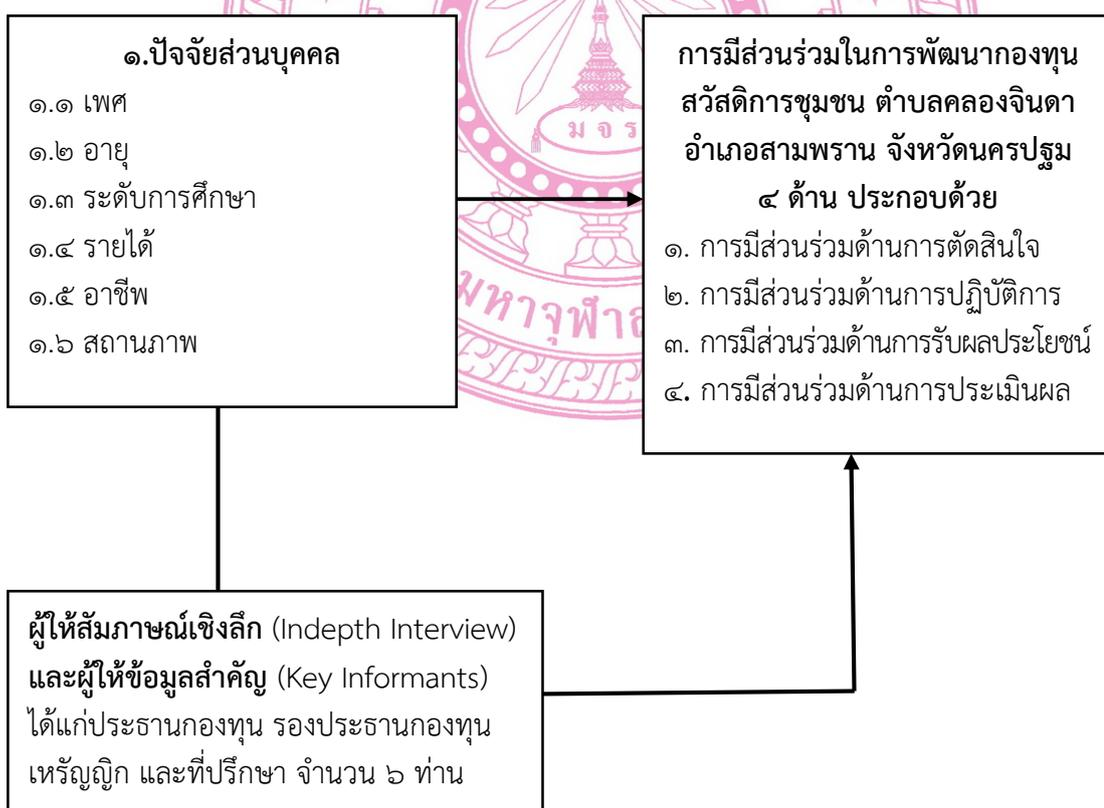 ๑.ปัจจัยส่วนบุคคล
๑.๑ เพศ
๑.๒ อายุ
๑.๓ ระดับการศึกษา
๑.๔ รายได้
๑.๕ อาชีพ
๑.๖ สถานภาพ
การมีส่วนร่วมในการพัฒนากองทุน
สวัสดิการชุมชน ตำบลคลองจินดา
อำเภอสามพราน จังหวัดนครปฐม
๔ ด้าน ประกอบด้วย
๑. การมีส่วนร่วมด้านการตัดสินใจ
๒. การมีส่วนร่วมด้านการปฏิบัติการ
๓. การมีส่วนร่วมด้านการรับผลประโยชน์
๔. การมีส่วนร่วมด้านการประเมินผล
ม จ ร
มหาจุฬาล
ผู้ให้สัมภาษณ์เชิงลึก (Indepth Interview)
และผู้ให้ข้อมูลสำคัญ (Key Informants)
ได้แก่ประธานกองทุน รองประธานกองทุน
เหรัญญิก และที่ปรึกษา จำนวน ๖ ท่าน